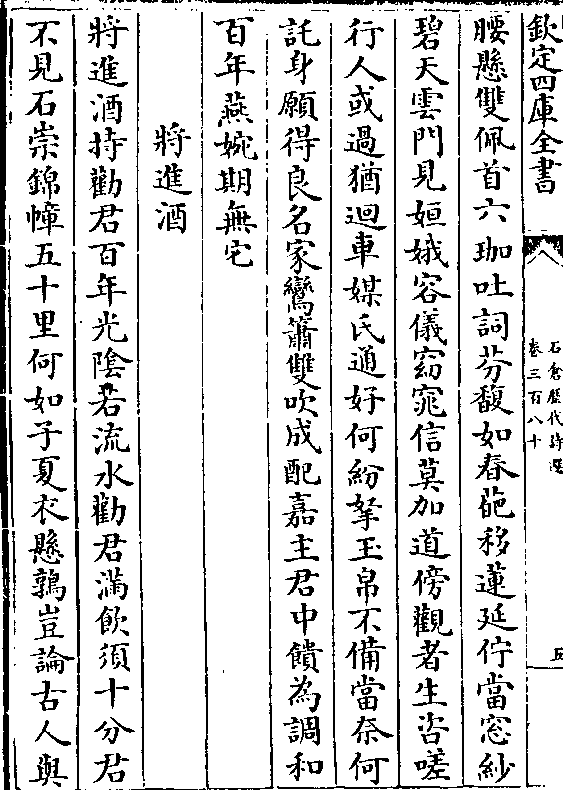 欽定四庫全書
石倉歷代詩選
卷三百八十
五
腰懸雙佩首六珈吐詞芬馥如春葩移蓮延佇當窓紗
碧天雲門見姮娥容儀窈窕信莫加道傍觀者生咨嗟
行人或過猶迴車媒氏通好何紛拏玉帛不備當奈何
託身願得良名家鸞簫雙吹成配嘉主君中饋為調和
百年燕婉期無它
將進酒
將進酒持勸君百年光陰若流水勸君滿飲須十分君
不見石崇錦幛五十里何如子夏衣懸鶉豈論古人與